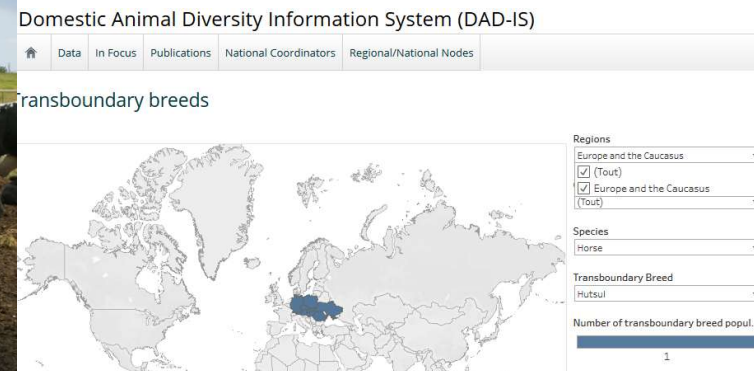 Domestic Animal Diversity Information System (DAD-IS)
Data In Focus Publications National Coordinators Regional/National Nodes
ransboundary breeds
Regions
Europe and the Caucasus
(Tout)
Europe and the Caucasus
(Tout)
Species
Horse
Transboundary Breed
Hutsul
Number of transboundary breed popul..
1